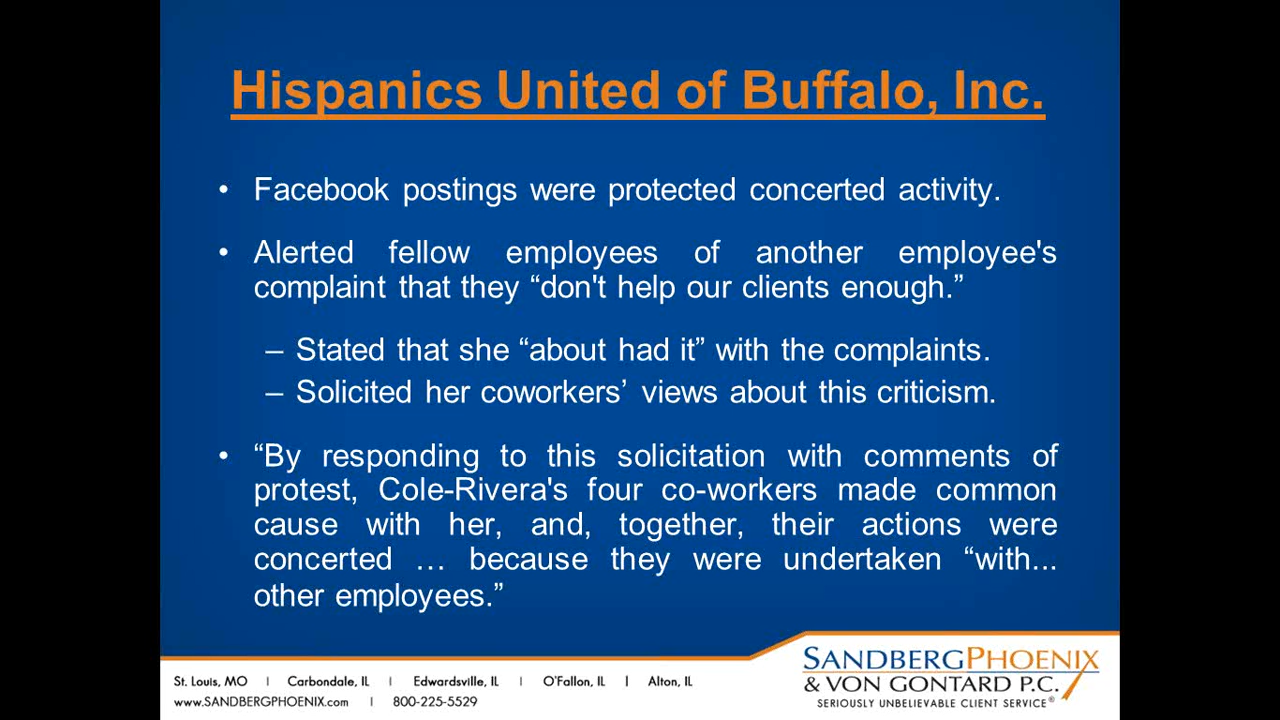 Hispanics United of Buffalo, Inc.
• Facebook postings were protected concerted activity.
• Alerted fellow employees of another employee's
complaint that they “don't help our clients enough.”
– Stated that she “about had it” with the complaints.
– Solicited her coworkers’ views about this criticism.
• “By responding to this solicitation with comments of
protest, Cole-Rivera's four co-workers made common
cause with her, and, together, their actions were
concerted … because they were undertaken “with...
other employees.”
St. Louis, MO | Carbondale, IL | Edwardsville, IL | O'Fallon, IL | Alton, IL
www.SANDBERGPHOENIX.com | 800-225-5529
SANDBERGPHOENIX
& VON GONTARD P.C.
SERIOUSLY UNBELIEVABLE CLIENT SERVICE®